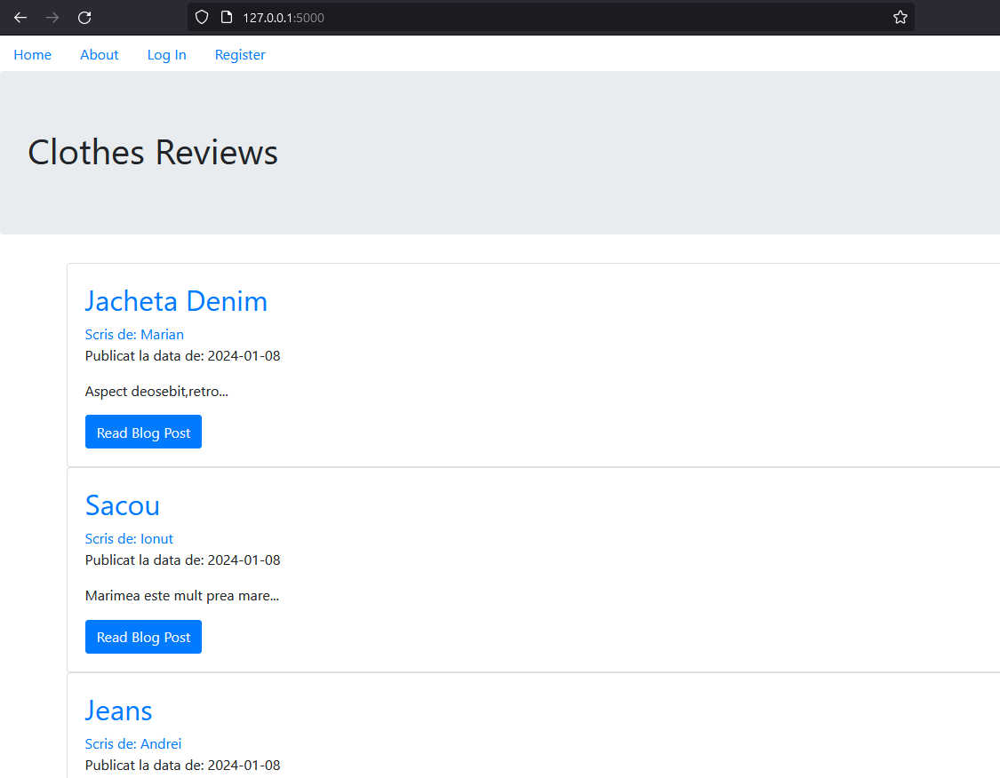 127.0.0.1:5000
Home About Log In Register
Clothes Reviews
Jacheta Denim
Scris de: Marian
Publicat la data de: 2024-01-08
Aspect deosebit,retro...
Read Blog Post
Sacou
Scris de: Ionut
Publicat la data de: 2024-01-08
Marimea este mult prea mare...
Read Blog Post
Jeans
Scris de: Andrei
Publicat la data de: 2024-01-08